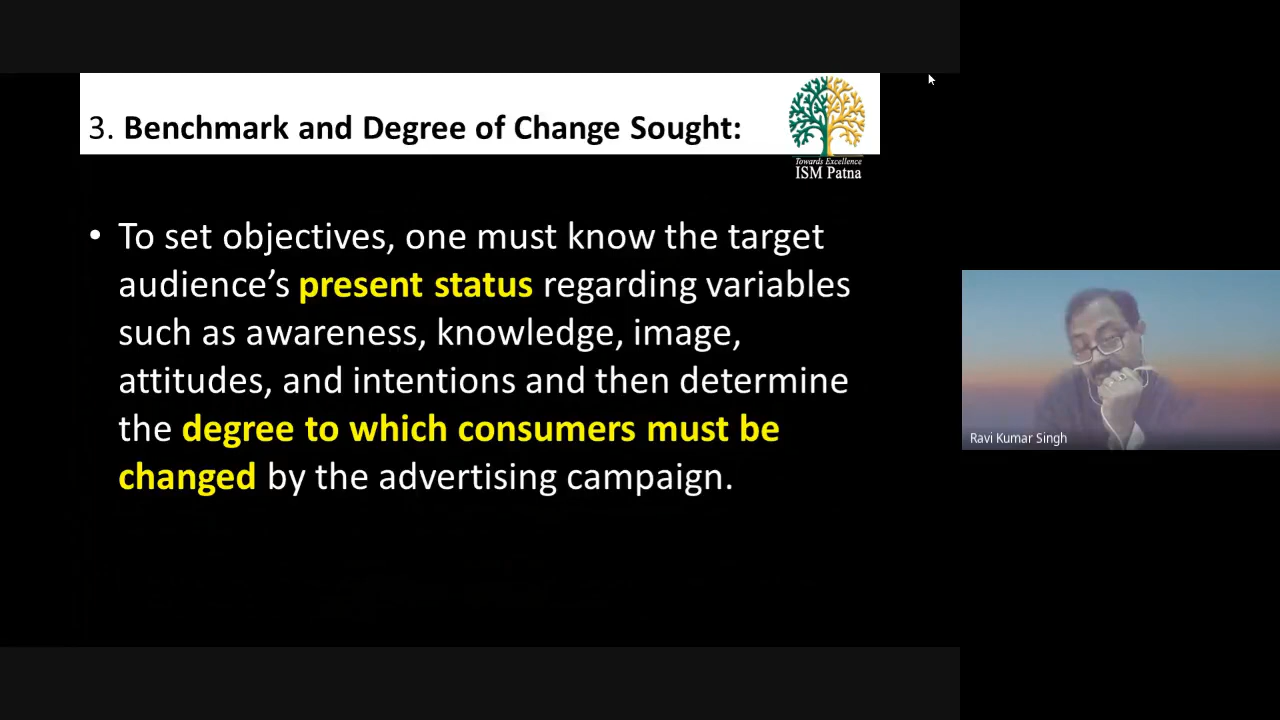 3. Benchmark and Degree of Change Sought:
Towards Excellence
ISM Patna
• To set objectives, one must know the target
audience’s present status regarding variables
such as awareness, knowledge, image,
attitudes, and intentions and then determine
the degree to which consumers must be
changed by the advertising campaign.
Ravi Kumar Singh